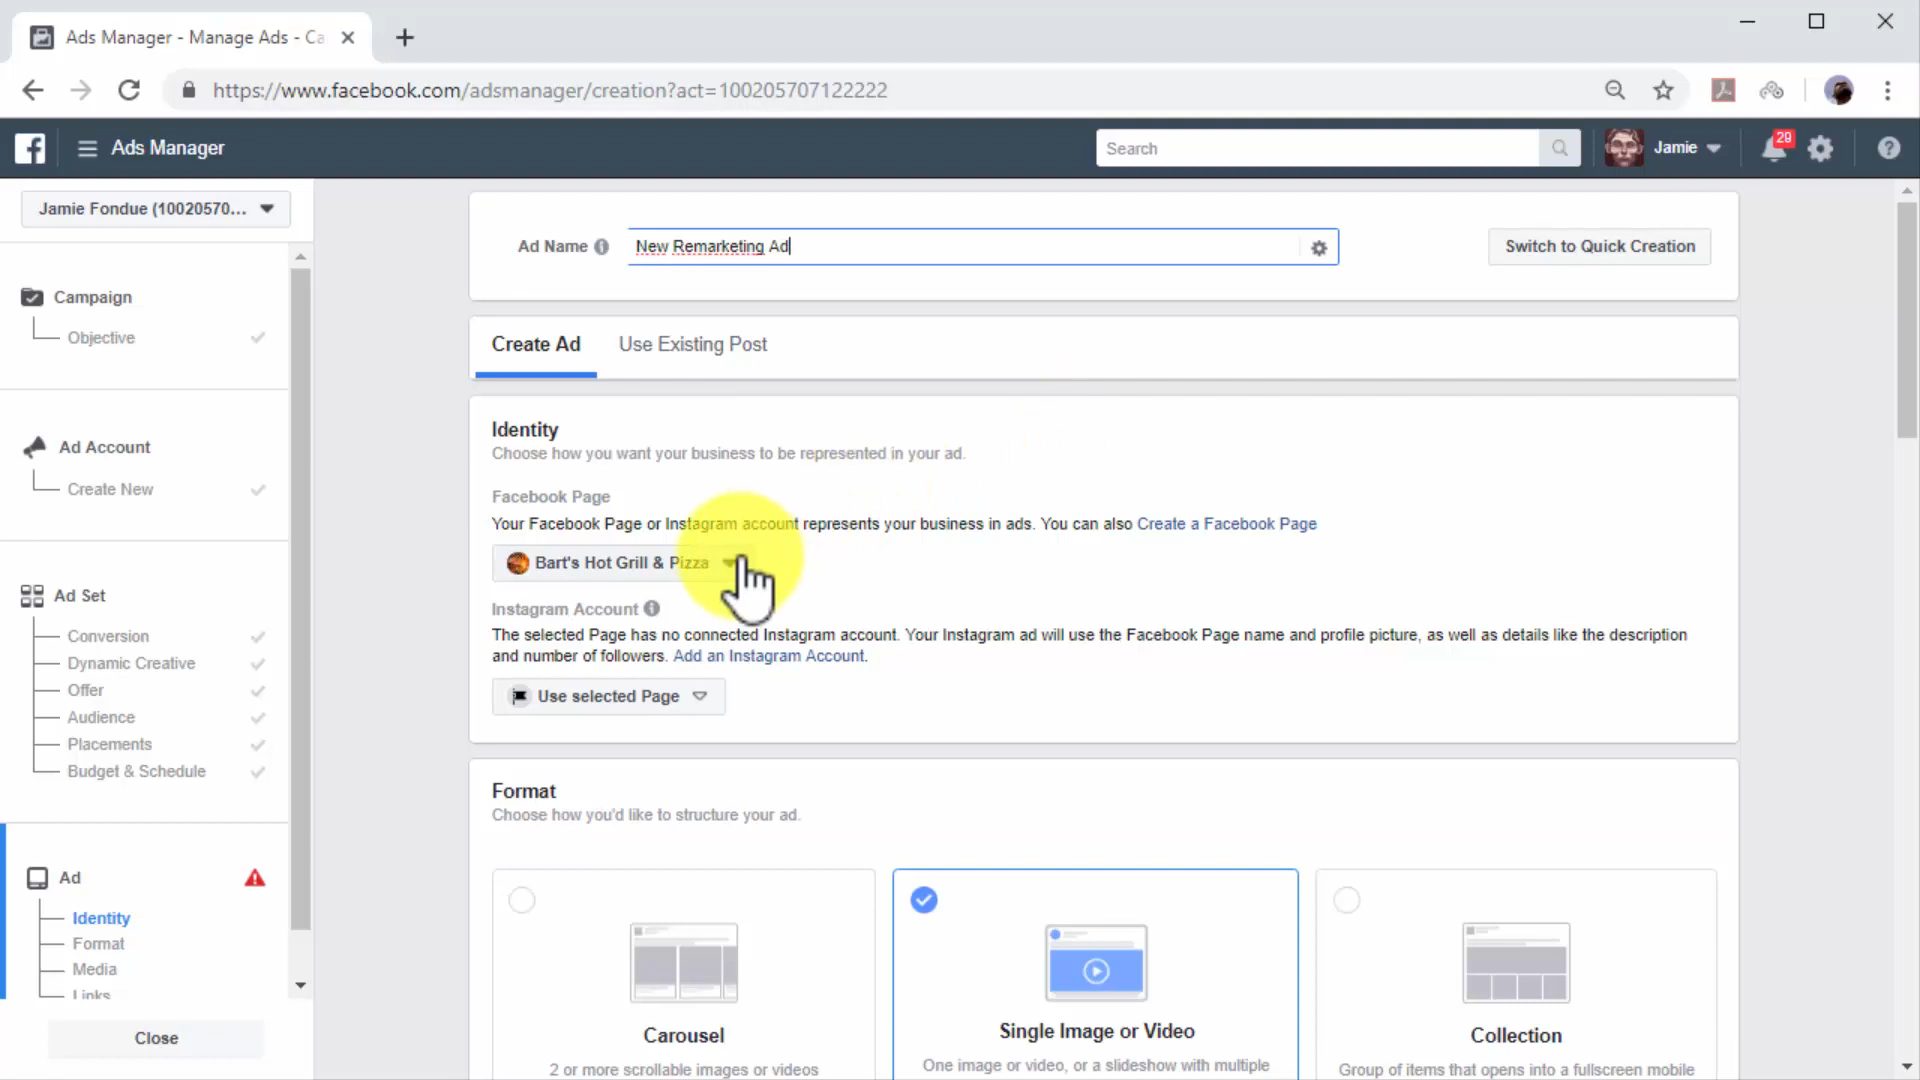 Ads Manager - Manage Ads - Ca
https://www.facebook.com/adsmanager/creation?act=100205707122222
Ads Manager
Search
Jamie
29
Jamie Fondue (10020570...
Campaign
Objective
Ad Account
Create New
Ad Set
Conversion
Dynamic Creative
Offer
Audience
Placements
Budget & Schedule
Ad
Identity
Format
Media
Links
Close
Ad Name
New Remarketing Ad
Switch to Quick Creation
Create Ad
Use Existing Post
Identity
Choose how you want your business to be represented in your ad.
Facebook Page
Your Facebook Page or Instagram account represents your business in ads. You can also Create a Facebook Page
Bart's Hot Grill & Pizza
Instagram Account
The selected Page has no connected Instagram account. Your Instagram ad will use the Facebook Page name and profile picture, as well as details like the description
and number of followers. Add an Instagram Account.
Use selected Page
Format
Choose how you'd like to structure your ad.
Carousel
2 or more scrollable images or videos
Single Image or Video
One image or video, or a slideshow with multiple
Collection
Group of items that opens into a fullscreen mobile